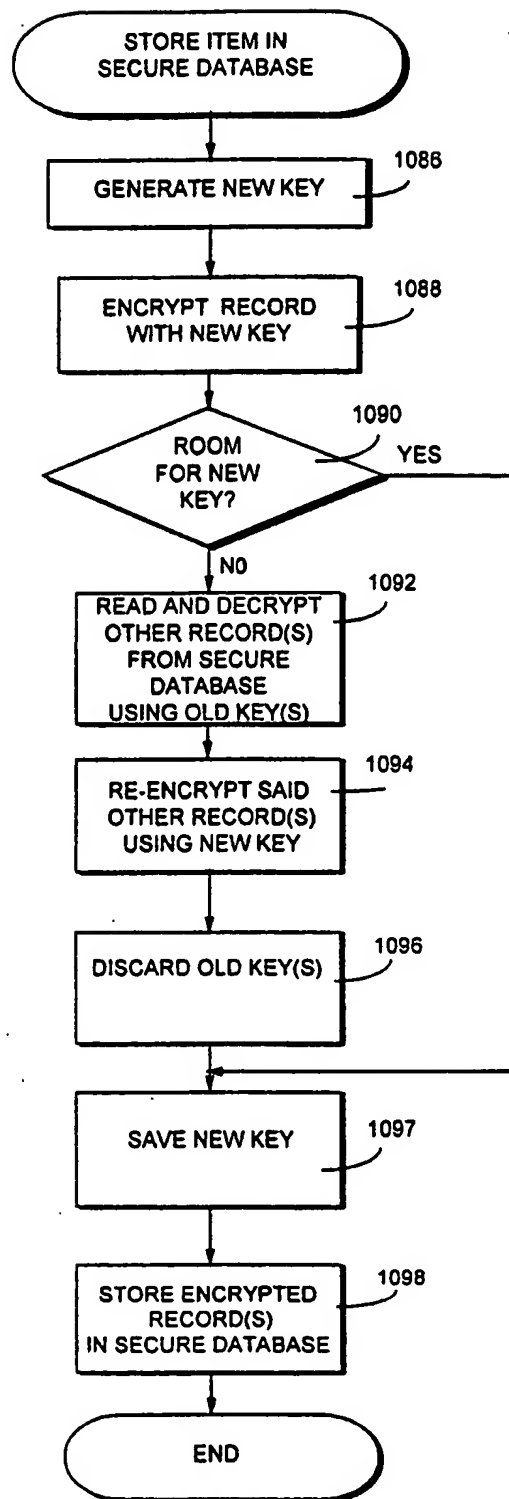 STORE ITEM IN
SECURE DATABASE
1086
GENERATE NEW KEY
1088
ENCRYPT RECORD
WITH NEW KEY
1090
ROOM
FOR NEW
KEY?
YES
NO
1092
READ AND DECRYPT
OTHER RECORD(S)
FROM SECURE
DATABASE
USING OLD KEY(S)
1094
RE-ENCRYPT SAID
OTHER RECORD(S)
USING NEW KEY
1096
DISCARD OLD KEY(S)
1097
SAVE NEW KEY
1098
STORE ENCRYPTED
RECORD(S)
IN SECURE DATABASE
END